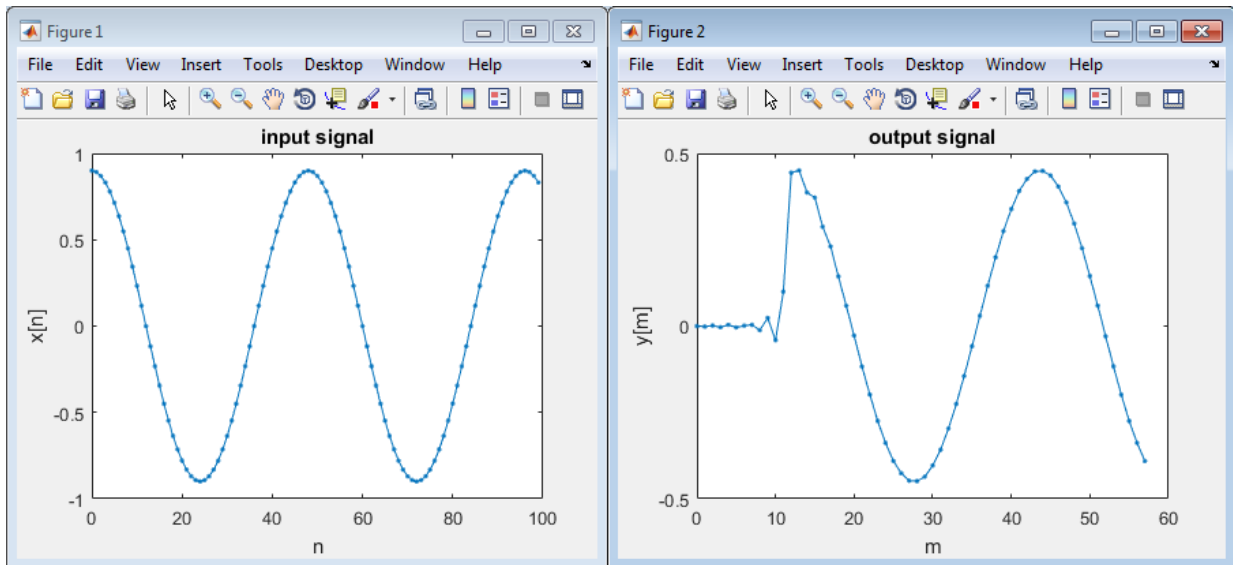 Figure 1
File Edit View Insert Tools Desktop Window Help
input signal
1
0.5
0
-0.5
-1
x[n]
0 20 40 60 80 100
n
Figure 2
File Edit View Insert Tools Desktop Window Help
output signal
0.5
0
-0.5
y[m]
0 10 20 30 40 50 60
m